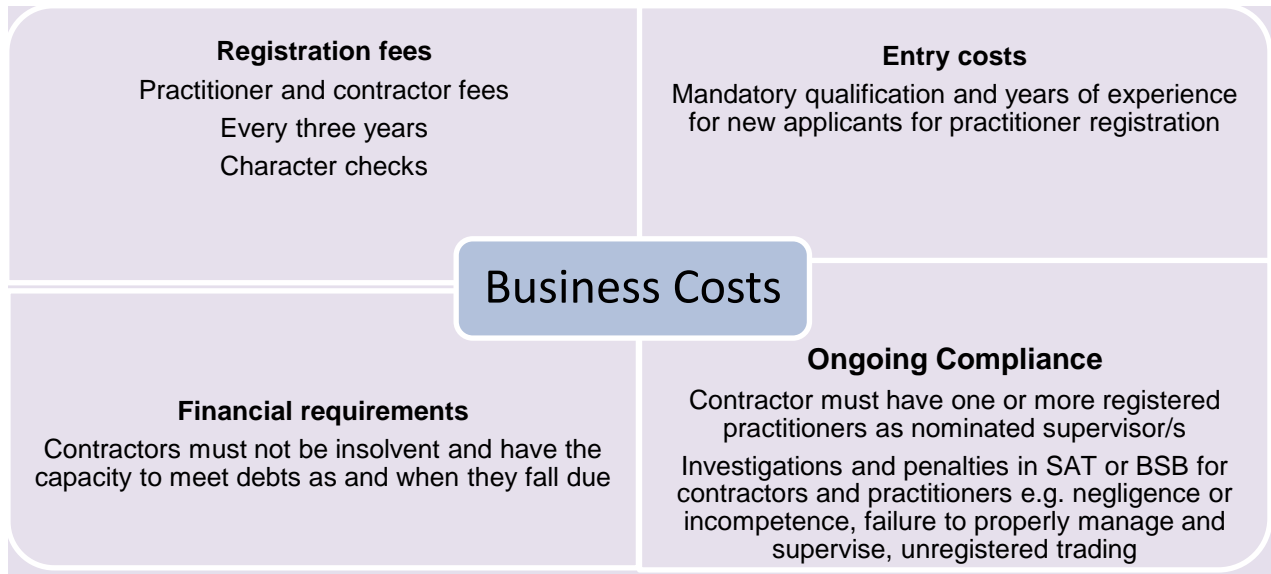 Registration fees
Practitioner and contractor fees
Every three years
Character checks
Entry costs
Mandatory qualification and years of experience
for new applicants for practitioner registration
Business Costs
Financial requirements
Contractors must not be insolvent and have the
capacity to meet debts as and when they fall due
Ongoing Compliance
Contractor must have one or more registered
practitioners as nominated supervisor/s
Investigations and penalties in SAT or BSB for
contractors and practitioners e.g. negligence or
incompetence, failure to properly manage and
supervise, unregistered trading